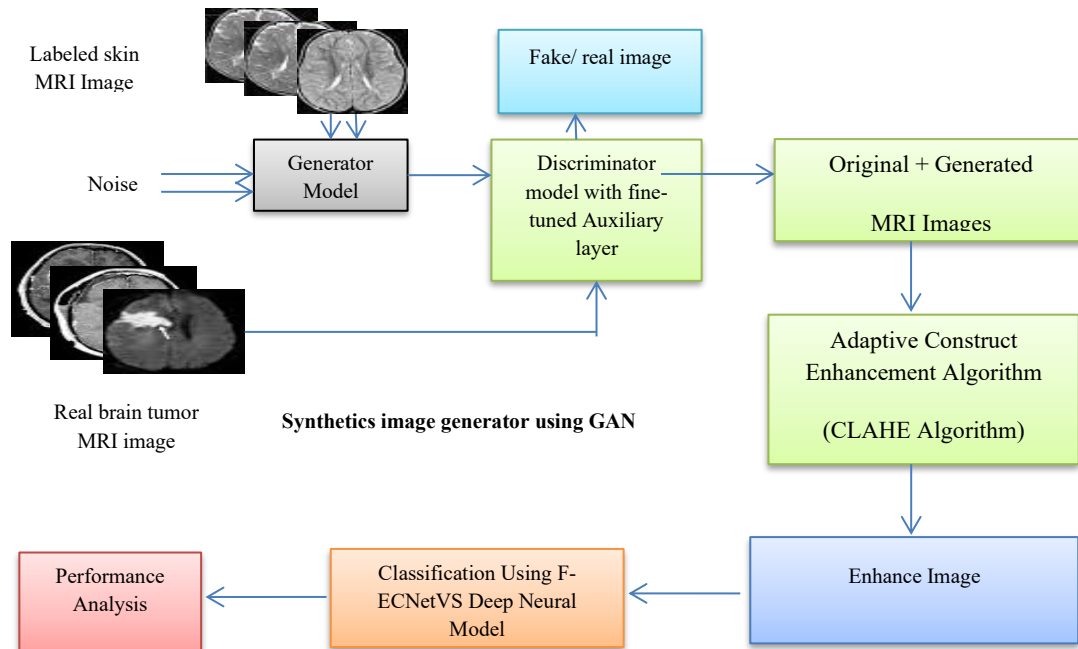 Labeled skin
MRI Image
Fake/ real image
Noise
Generator
Model
Discriminator
model with fine-
tuned Auxiliary
layer
Original + Generated
MRI Images
Real brain tumor
MRI image
Synthetics image generator using GAN
Adaptive Construct
Enhancement Algorithm
(CLAHE Algorithm)
Enhance Image
Classification Using F-
ECNetVS Deep Neural
Model
Performance
Analysis